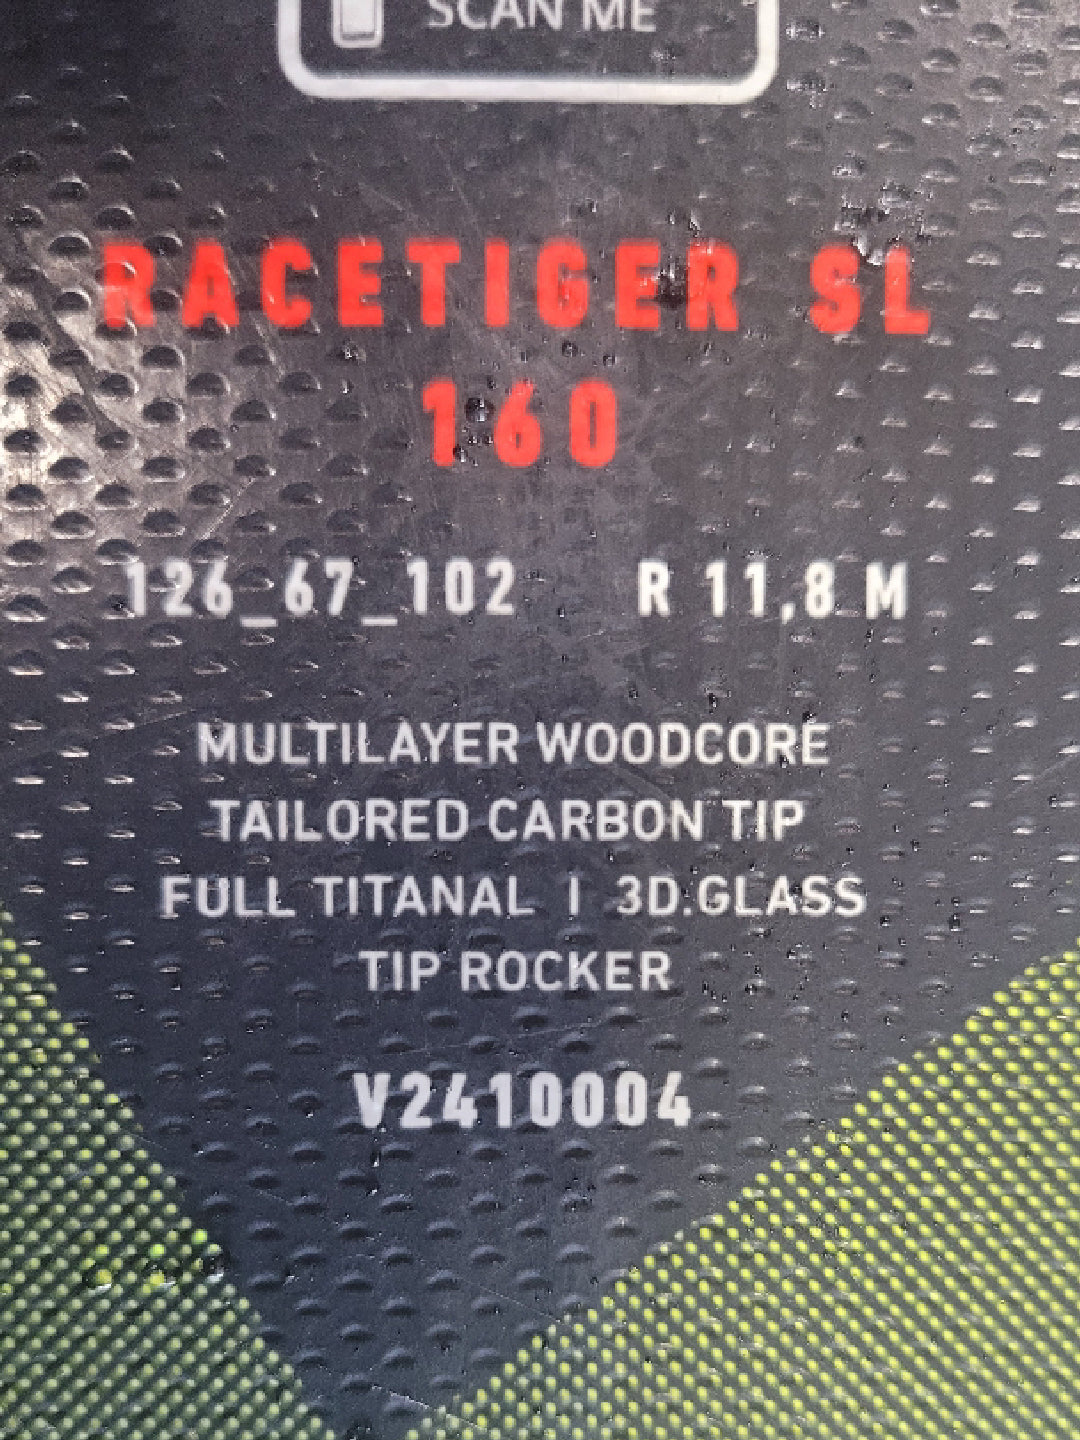 SCAN ME
RACETIGER SL
160
126_67_102 R 11,8 M
MULTILAYER WOODCORE
TAILORED CARBON TIP
FULL TITANAL | 3D.GLASS
TIP ROCKER
V2410004